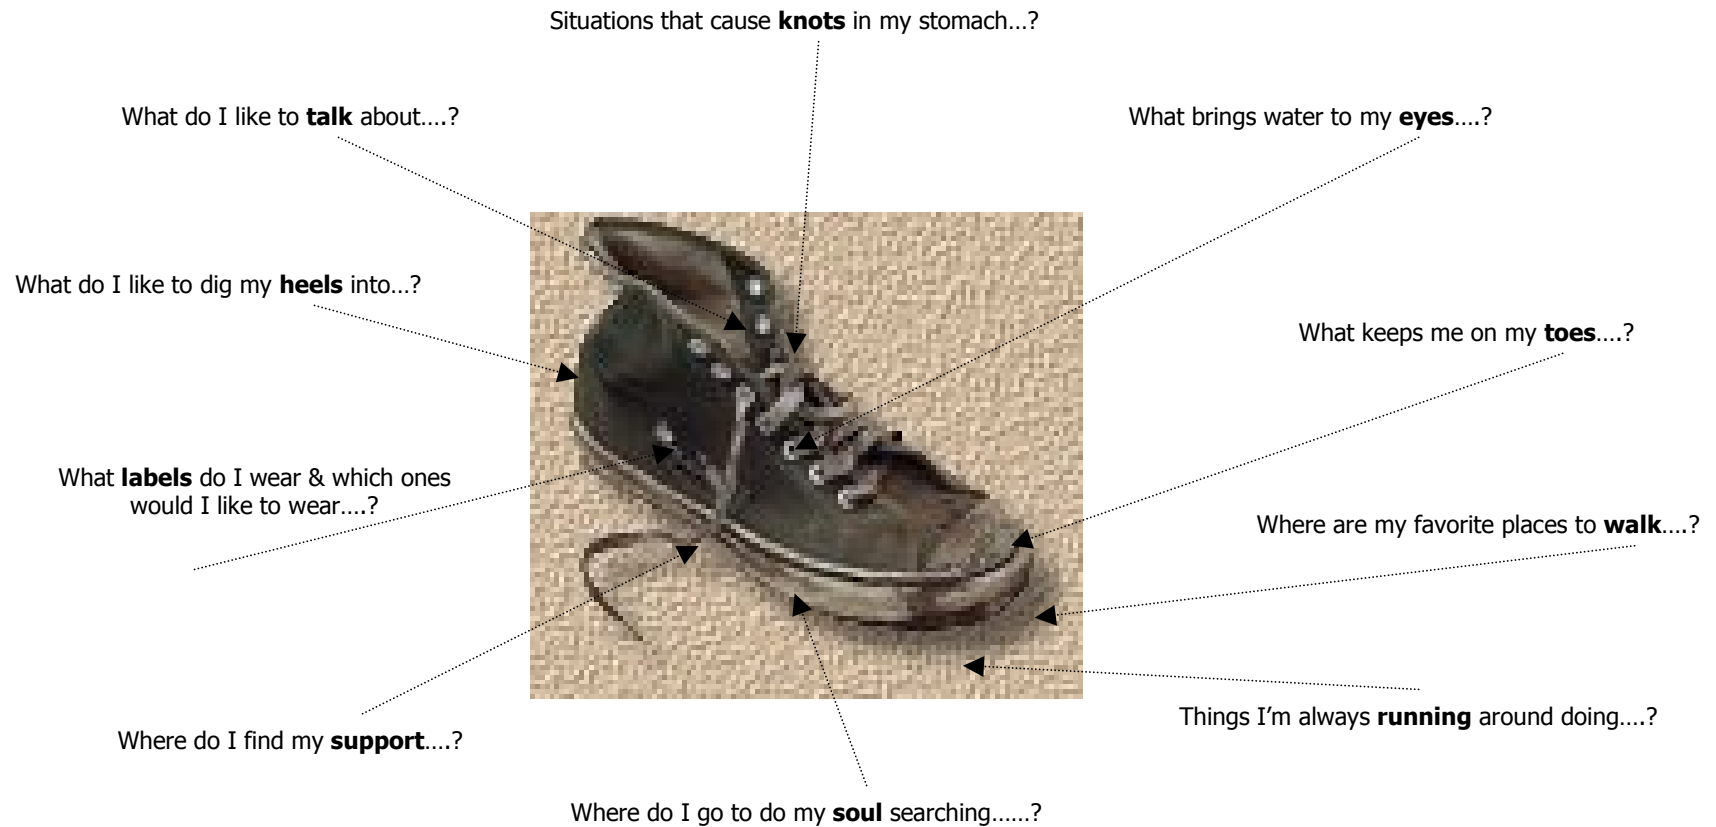 Situations that cause knots in my stomach…?
What do I like to talk about….?
What brings water to my eyes….?
What do I like to dig my heels into…?
What keeps me on my toes….?
What labels do I wear & which ones
would I like to wear….?
Where are my favorite places to walk….?
Things I’m always running around doing….?
Where do I find my support….?
Where do I go to do my soul searching……?